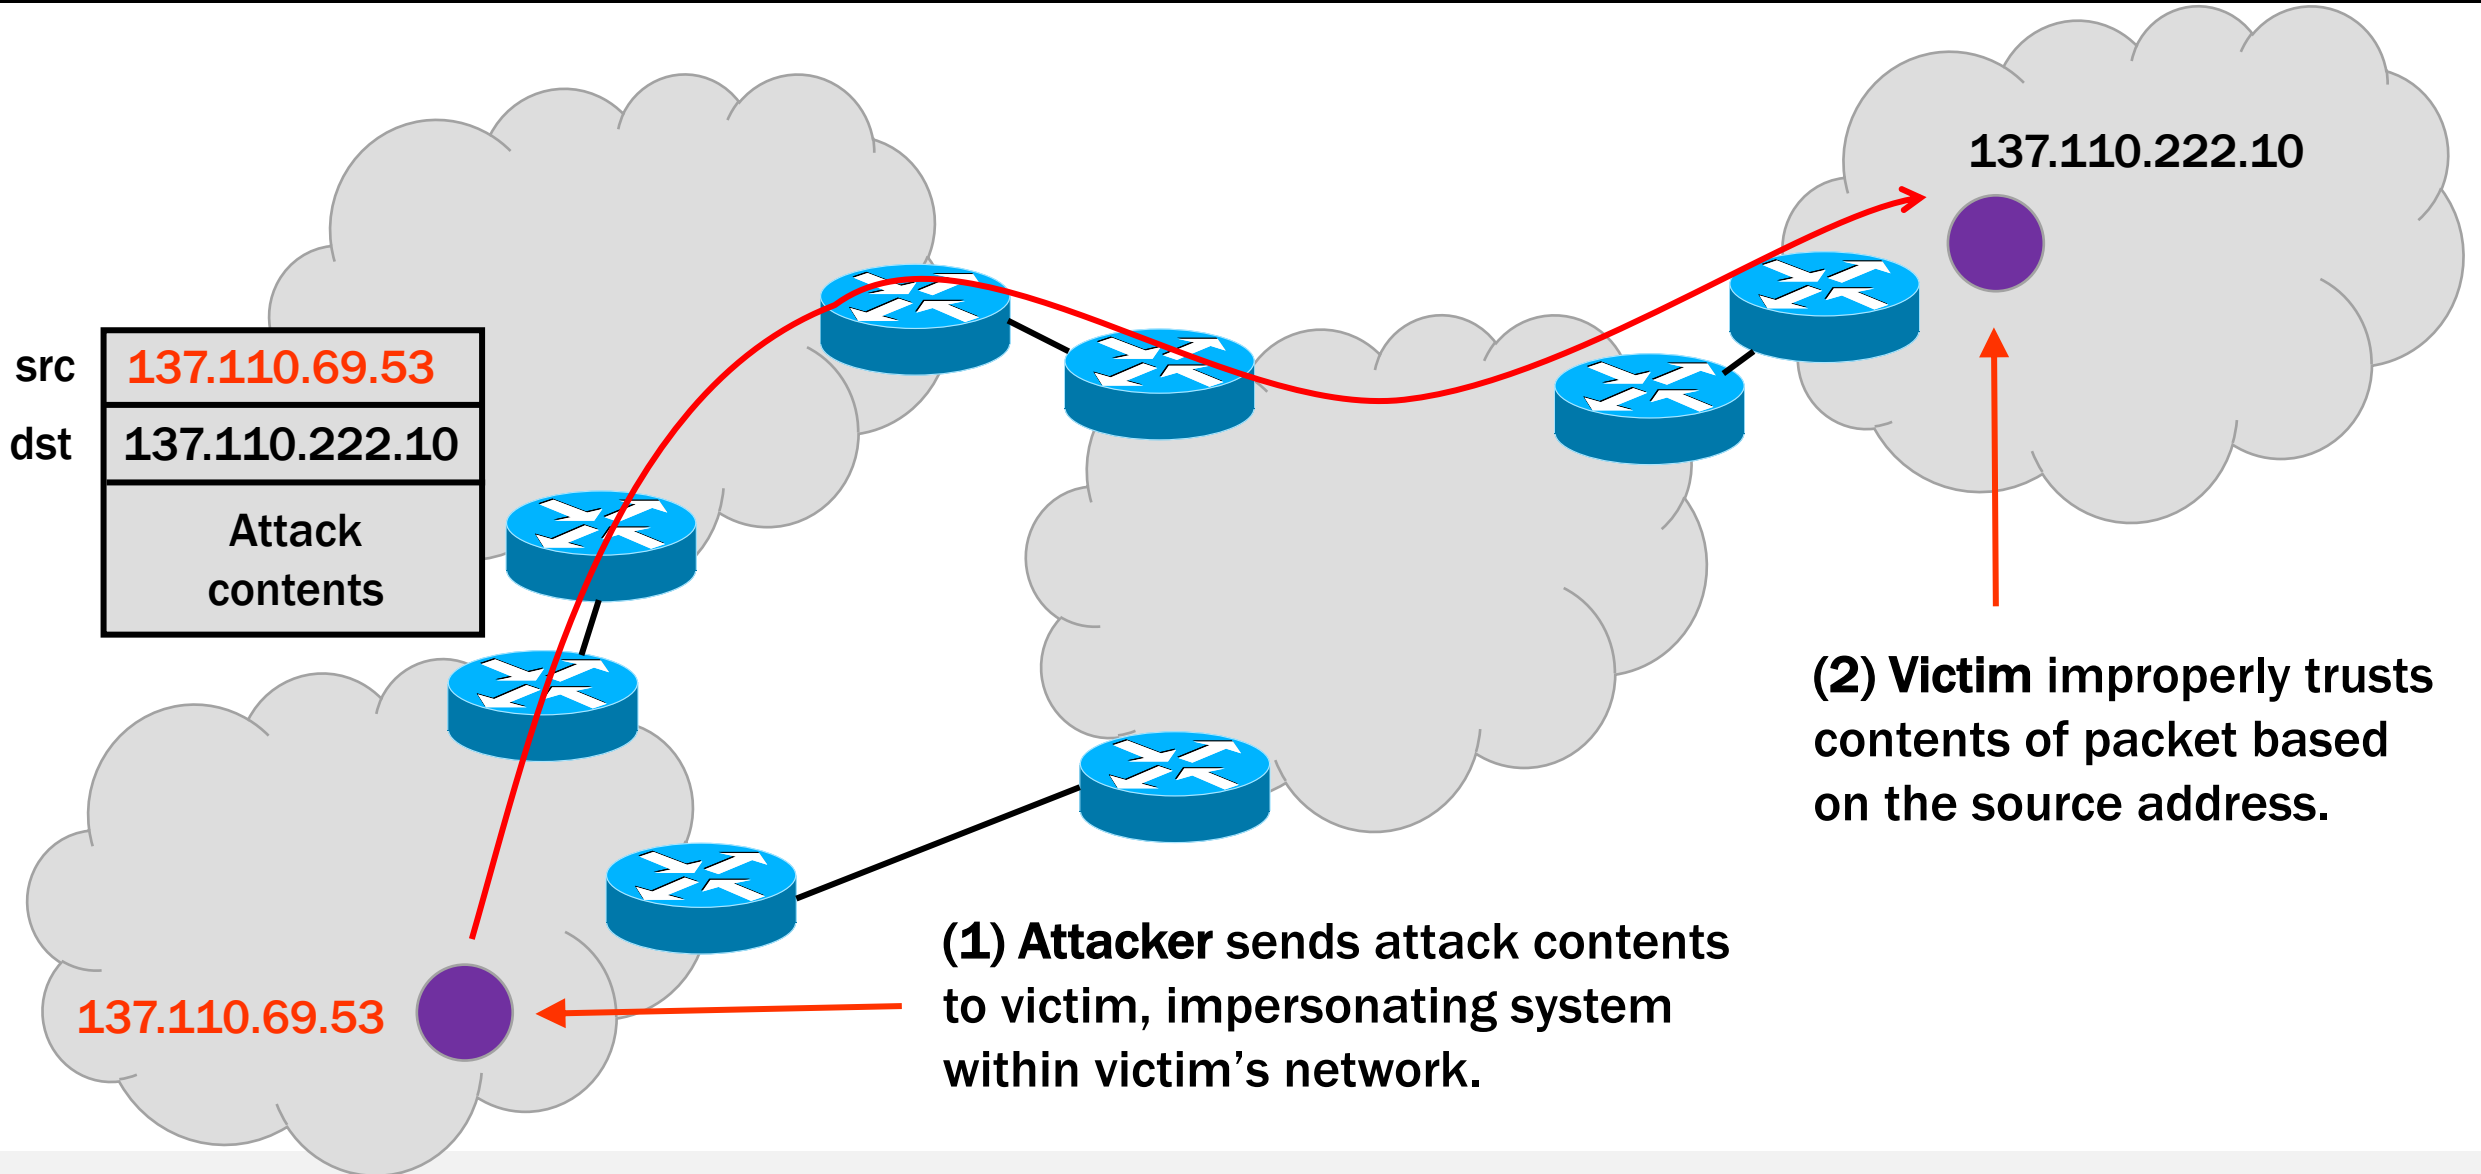 137.110.222.10
src 137.110.69.53
dst 137.110.222.10
Attack
contents
(2) Victim improperly trusts
contents of packet based
on the source address.
(1) Attacker sends attack contents
to victim, impersonating system
within victim’s network.
137.110.69.53